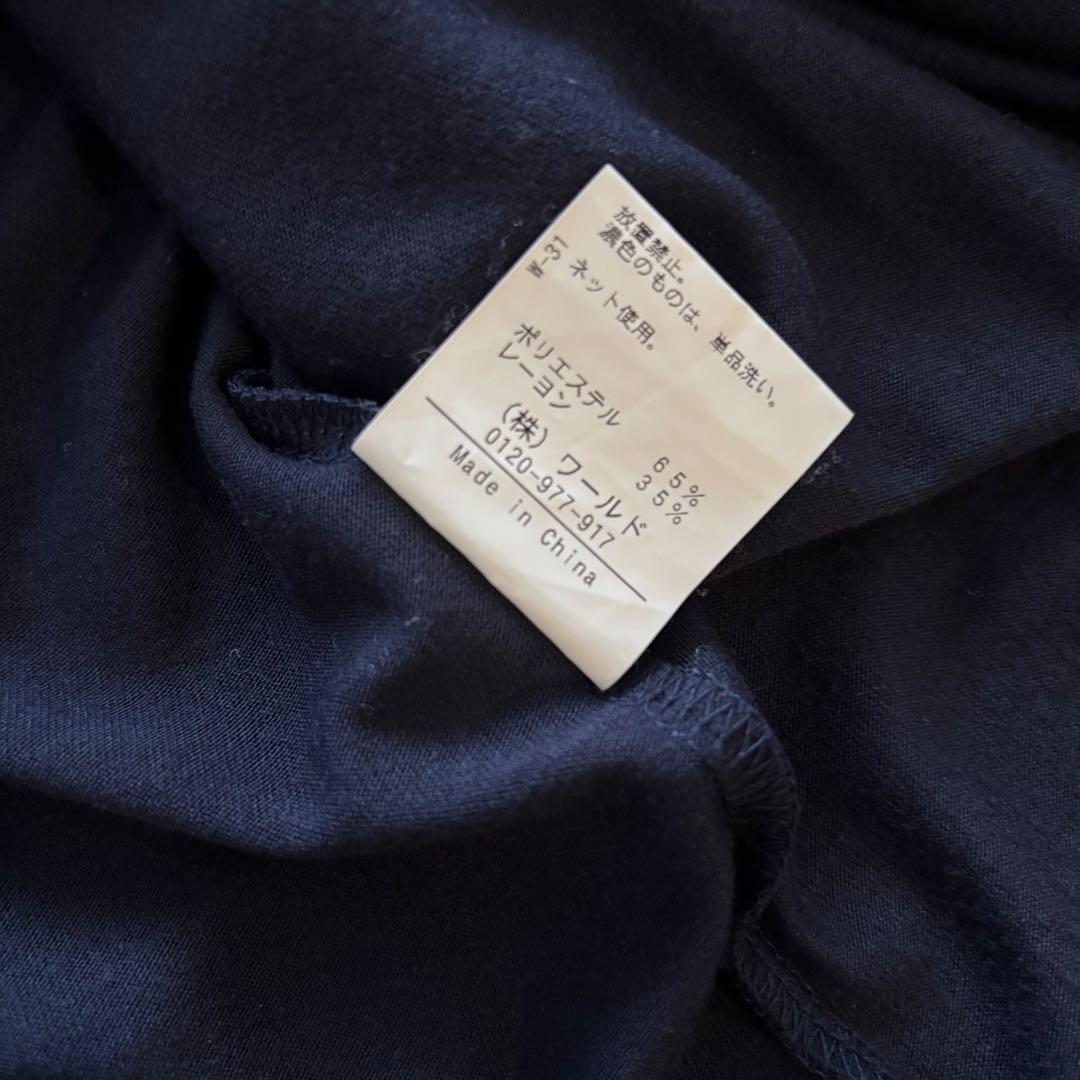 放置禁止。
濃色のものは、単品洗い。
ネット使用。
W-31
ポリエステル 65%
レーヨン 35%
(株)ワールド
0120-977-917
Made in China